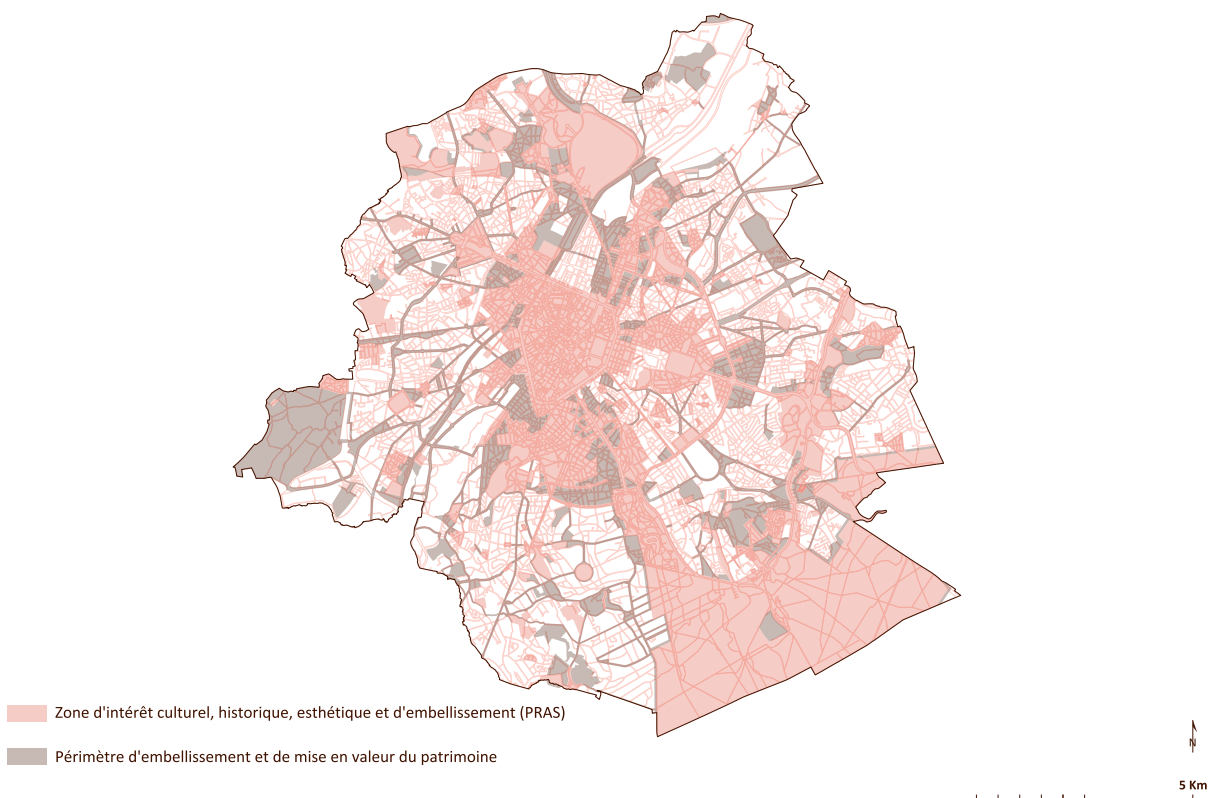 Zone d'intérêt culturel, historique, esthétique et d'embellissement (PRAS)
Périmètre d'embellissement et de mise en valeur du patrimoine
N
5 Km